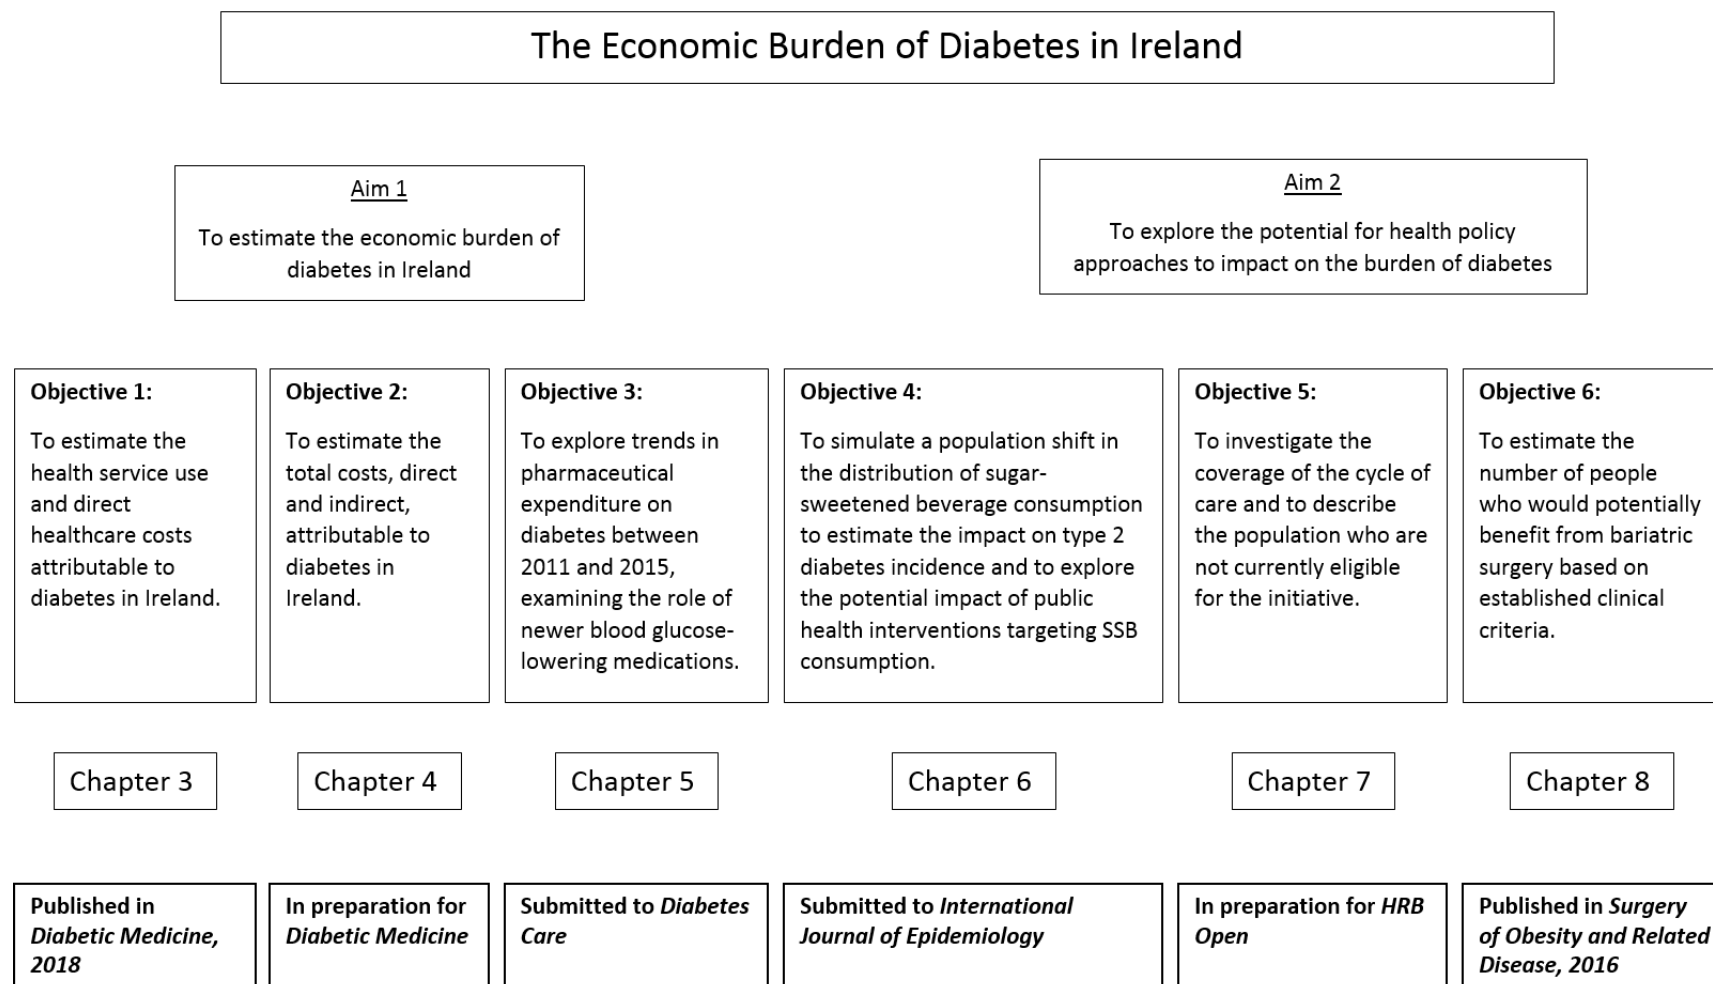 The Economic Burden of Diabetes in Ireland
Aim 1
To estimate the economic burden of
diabetes in Ireland
Aim 2
To explore the potential for health policy
approaches to impact on the burden of diabetes
Objective 1:
To estimate the
health service use
and direct
healthcare costs
attributable to
diabetes in Ireland.
Objective 2:
To estimate the
total costs, direct
and indirect,
attributable to
diabetes in
Ireland.
Objective 3:
To explore trends in
pharmaceutical
expenditure on
diabetes between
2011 and 2015,
examining the role of
newer blood glucose-
lowering medications.
Objective 4:
To simulate a population shift in
the distribution of sugar-
sweetened beverage consumption
to estimate the impact on type 2
diabetes incidence and to explore
the potential impact of public
health interventions targeting SSB
consumption.
Objective 5:
To investigate the
coverage of the cycle of
care and to describe
the population who are
not currently eligible
for the initiative.
Objective 6:
To estimate the
number of people
who would potentially
benefit from bariatric
surgery based on
established clinical
criteria.
Chapter 3
Chapter 4
Chapter 5
Chapter 6
Chapter 7
Chapter 8
Published in
Diabetic Medicine,
2018
In preparation for
Diabetic Medicine
Submitted to Diabetes
Care
Submitted to International
Journal of Epidemiology
In preparation for HRB
Open
Published in Surgery
of Obesity and Related
Disease, 2016